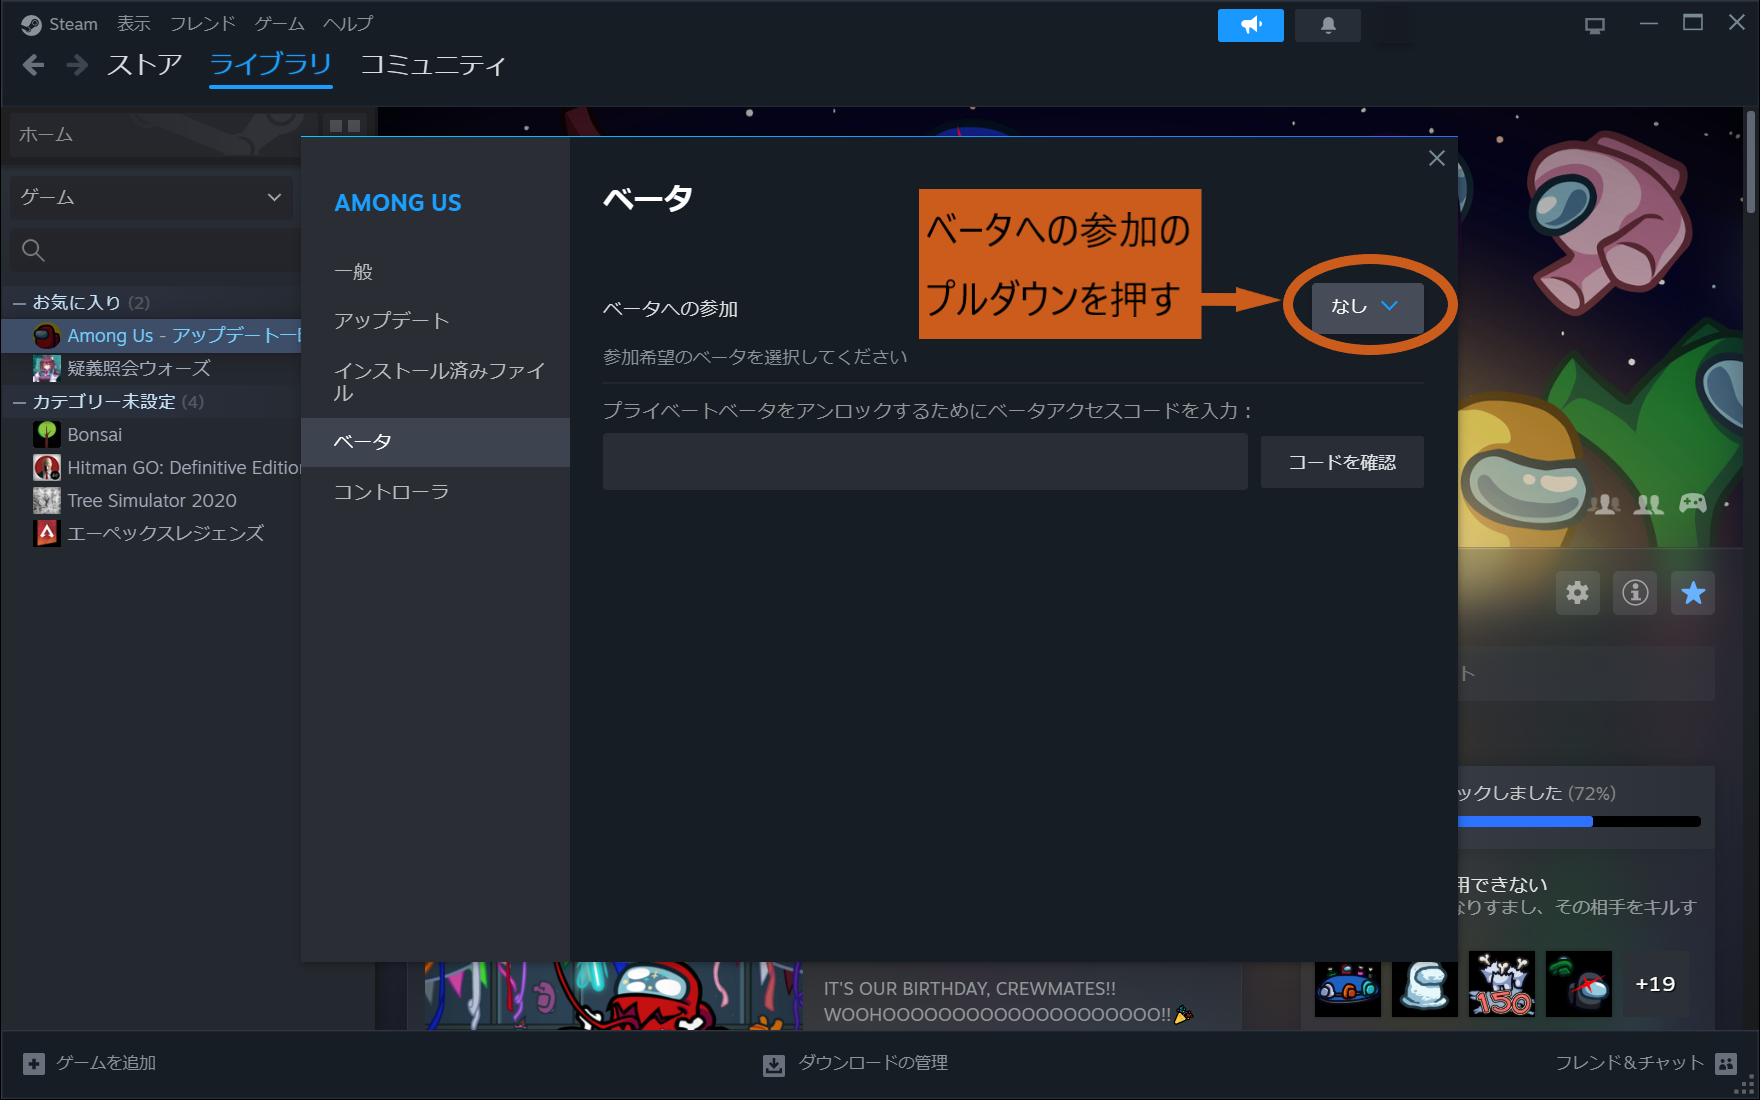 Steam 表示 フレンド ゲーム ヘルプ
ストア ライブラリ コミュニティ
ホーム
ゲーム
お気に入り (2)
Among Us - アップデート一
疑義照会ウォーズ
カテゴリー未設定 (4)
Bonsai
Hitman GO: Definitive Edition
Tree Simulator 2020
エーペックスレジェンズ
AMONG US
一般
アップデート
インストール済みファイ
ル
ベータ
コントローラ
ベータ
ベータへの参加の
プルダウンを押す
ベータへの参加
なし
参加希望のベータを選択してください
プライベートベータをアンロックするためにベータアクセスコードを入力：
コードを確認
ト
ックしました (72%)
用できない
なりすまし、その相手をキルす
150
+19
IT'S OUR BIRTHDAY, CREWMATES!!
WOOHOOOOOOOOOOOOOOOOOOOO!!🎉
ゲームを追加
ダウンロードの管理
フレンド&チャット